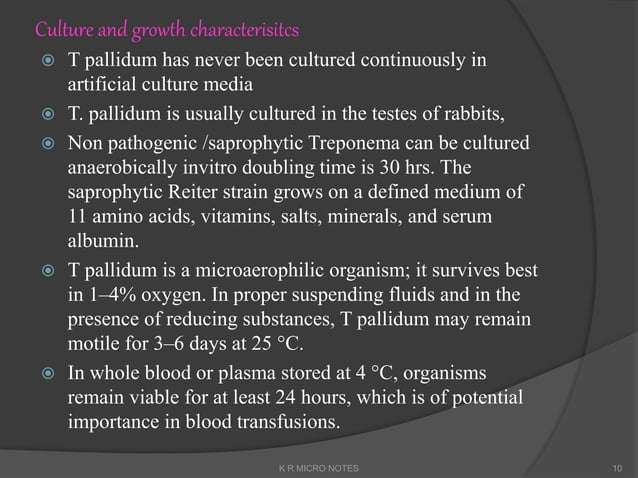 Culture and growth characterisitcs
T pallidum has never been cultured continuously in
artificial culture media
T. pallidum is usually cultured in the testes of rabbits,
Non pathogenic /saprophytic Treponema can be cultured
anaerobically invitro doubling time is 30 hrs. The
saprophytic Reiter strain grows on a defined medium of
11 amino acids, vitamins, salts, minerals, and serum
albumin.
T pallidum is a microaerophilic organism; it survives best
in 1–4% oxygen. In proper suspending fluids and in the
presence of reducing substances, T pallidum may remain
motile for 3–6 days at 25 °C.
In whole blood or plasma stored at 4 °C, organisms
remain viable for at least 24 hours, which is of potential
importance in blood transfusions.
K R MICRO NOTES 10